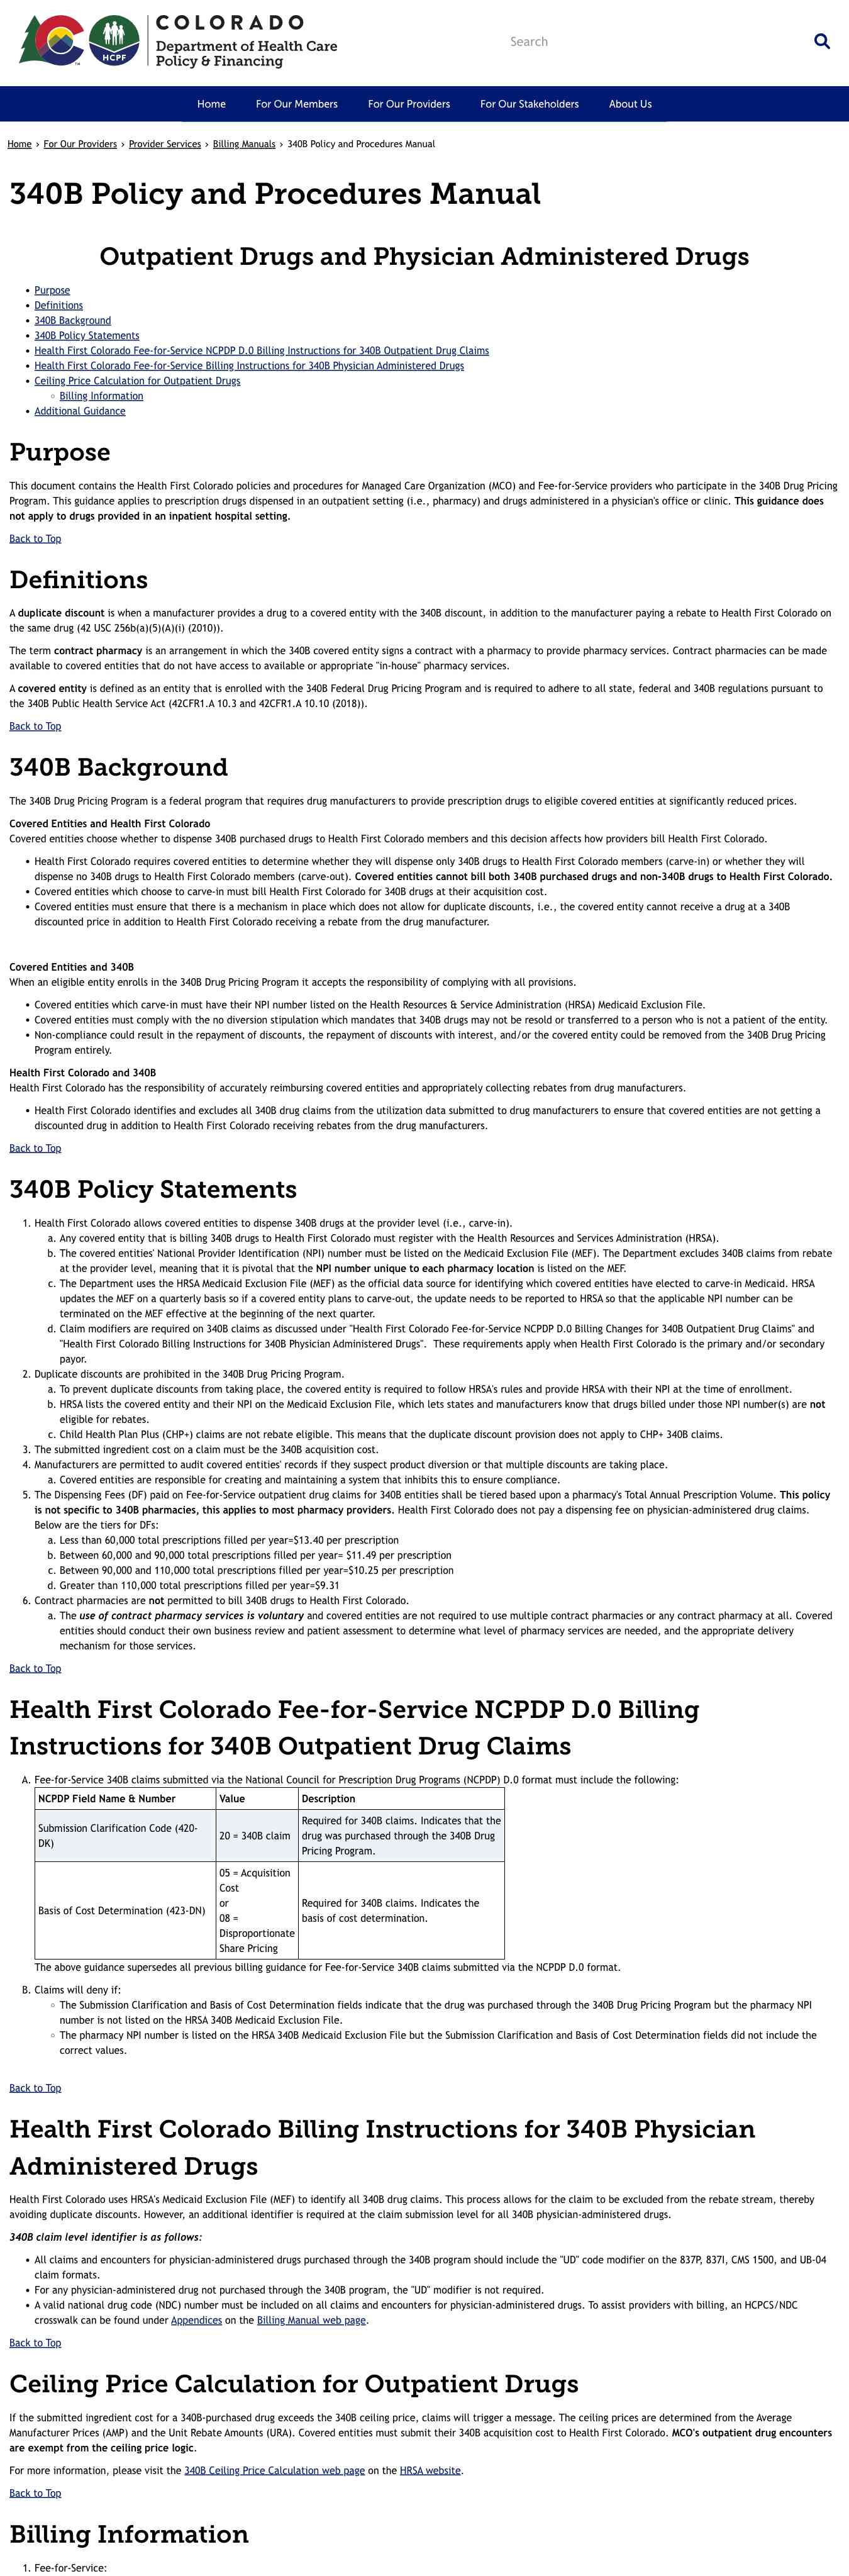 COLORADO
Department of Health Care
Policy & Financing
HCPF
TM
Search
Home
For Our Members
For Our Providers
For Our Stakeholders
About Us
Home › For Our Providers › Provider Services › Billing Manuals › 340B Policy and Procedures Manual
340B Policy and Procedures Manual
Outpatient Drugs and Physician Administered Drugs
• Purpose
• Definitions
• 340B Background
• 340B Policy Statements
• Health First Colorado Fee-for-Service NCPDP D.0 Billing Instructions for 340B Outpatient Drug Claims
• Health First Colorado Fee-for-Service Billing Instructions for 340B Physician Administered Drugs
• Ceiling Price Calculation for Outpatient Drugs
◦ Billing Information
• Additional Guidance
Purpose
This document contains the Health First Colorado policies and procedures for Managed Care Organization (MCO) and Fee-for-Service providers who participate in the 340B Drug Pricing
Program. This guidance applies to prescription drugs dispensed in an outpatient setting (i.e., pharmacy) and drugs administered in a physician's office or clinic. This guidance does
not apply to drugs provided in an inpatient hospital setting.
Back to Top
Definitions
A duplicate discount is when a manufacturer provides a drug to a covered entity with the 340B discount, in addition to the manufacturer paying a rebate to Health First Colorado on
the same drug (42 USC 256b(a)(5)(A)(i) (2010)).
The term contract pharmacy is an arrangement in which the 340B covered entity signs a contract with a pharmacy to provide pharmacy services. Contract pharmacies can be made
available to covered entities that do not have access to available or appropriate "in-house" pharmacy services.
A covered entity is defined as an entity that is enrolled with the 340B Federal Drug Pricing Program and is required to adhere to all state, federal and 340B regulations pursuant to
the 340B Public Health Service Act (42CFR1.A 10.3 and 42CFR1.A 10.10 (2018)).
Back to Top
340B Background
The 340B Drug Pricing Program is a federal program that requires drug manufacturers to provide prescription drugs to eligible covered entities at significantly reduced prices.
Covered Entities and Health First Colorado
Covered entities choose whether to dispense 340B purchased drugs to Health First Colorado members and this decision affects how providers bill Health First Colorado.
• Health First Colorado requires covered entities to determine whether they will dispense only 340B drugs to Health First Colorado members (carve-in) or whether they will
dispense no 340B drugs to Health First Colorado members (carve-out). Covered entities cannot bill both 340B purchased drugs and non-340B drugs to Health First Colorado.
• Covered entities which choose to carve-in must bill Health First Colorado for 340B drugs at their acquisition cost.
• Covered entities must ensure that there is a mechanism in place which does not allow for duplicate discounts, i.e., the covered entity cannot receive a drug at a 340B
discounted price in addition to Health First Colorado receiving a rebate from the drug manufacturer.
Covered Entities and 340B
When an eligible entity enrolls in the 340B Drug Pricing Program it accepts the responsibility of complying with all provisions.
• Covered entities which carve-in must have their NPI number listed on the Health Resources & Service Administration (HRSA) Medicaid Exclusion File.
• Covered entities must comply with the no diversion stipulation which mandates that 340B drugs may not be resold or transferred to a person who is not a patient of the entity.
• Non-compliance could result in the repayment of discounts, the repayment of discounts with interest, and/or the covered entity could be removed from the 340B Drug Pricing
Program entirely.
Health First Colorado and 340B
Health First Colorado has the responsibility of accurately reimbursing covered entities and appropriately collecting rebates from drug manufacturers.
• Health First Colorado identifies and excludes all 340B drug claims from the utilization data submitted to drug manufacturers to ensure that covered entities are not getting a
discounted drug in addition to Health First Colorado receiving rebates from the drug manufacturers.
Back to Top
340B Policy Statements
1. Health First Colorado allows covered entities to dispense 340B drugs at the provider level (i.e., carve-in).
a. Any covered entity that is billing 340B drugs to Health First Colorado must register with the Health Resources and Services Administration (HRSA).
b. The covered entities' National Provider Identification (NPI) number must be listed on the Medicaid Exclusion File (MEF). The Department excludes 340B claims from rebate
at the provider level, meaning that it is pivotal that the NPI number unique to each pharmacy location is listed on the MEF.
c. The Department uses the HRSA Medicaid Exclusion File (MEF) as the official data source for identifying which covered entities have elected to carve-in Medicaid. HRSA
updates the MEF on a quarterly basis so if a covered entity plans to carve-out, the update needs to be reported to HRSA so that the applicable NPI number can be
terminated on the MEF effective at the beginning of the next quarter.
d. Claim modifiers are required on 340B claims as discussed under "Health First Colorado Fee-for-Service NCPDP D.0 Billing Changes for 340B Outpatient Drug Claims" and
"Health First Colorado Billing Instructions for 340B Physician Administered Drugs". These requirements apply when Health First Colorado is the primary and/or secondary
payor.
2. Duplicate discounts are prohibited in the 340B Drug Pricing Program.
a. To prevent duplicate discounts from taking place, the covered entity is required to follow HRSA's rules and provide HRSA with their NPI at the time of enrollment.
b. HRSA lists the covered entity and their NPI on the Medicaid Exclusion File, which lets states and manufacturers know that drugs billed under those NPI number(s) are not
eligible for rebates.
c. Child Health Plan Plus (CHP+) claims are not rebate eligible. This means that the duplicate discount provision does not apply to CHP+ 340B claims.
3. The submitted ingredient cost on a claim must be the 340B acquisition cost.
4. Manufacturers are permitted to audit covered entities' records if they suspect product diversion or that multiple discounts are taking place.
a. Covered entities are responsible for creating and maintaining a system that inhibits this to ensure compliance.
5. The Dispensing Fees (DF) paid on Fee-for-Service outpatient drug claims for 340B entities shall be tiered based upon a pharmacy's Total Annual Prescription Volume. This policy
is not specific to 340B pharmacies, this applies to most pharmacy providers. Health First Colorado does not pay a dispensing fee on physician-administered drug claims.
Below are the tiers for DFs:
a. Less than 60,000 total prescriptions filled per year=$13.40 per prescription
b. Between 60,000 and 90,000 total prescriptions filled per year= $11.49 per prescription
c. Between 90,000 and 110,000 total prescriptions filled per year=$10.25 per prescription
d. Greater than 110,000 total prescriptions filled per year=$9.31
6. Contract pharmacies are not permitted to bill 340B drugs to Health First Colorado.
a. The use of contract pharmacy services is voluntary and covered entities are not required to use multiple contract pharmacies or any contract pharmacy at all. Covered
entities should conduct their own business review and patient assessment to determine what level of pharmacy services are needed, and the appropriate delivery
mechanism for those services.
Back to Top
Health First Colorado Fee-for-Service NCPDP D.0 Billing
Instructions for 340B Outpatient Drug Claims
A. Fee-for-Service 340B claims submitted via the National Council for Prescription Drug Programs (NCPDP) D.0 format must include the following:
NCPDP Field Name & Number
Value
Description
Submission Clarification Code (420-
DK)
20 = 340B claim
Required for 340B claims. Indicates that the
drug was purchased through the 340B Drug
Pricing Program.
Basis of Cost Determination (423-DN)
05 = Acquisition
Cost
or
08 =
Disproportionate
Share Pricing
Required for 340B claims. Indicates the
basis of cost determination.
The above guidance supersedes all previous billing guidance for Fee-for-Service 340B claims submitted via the NCPDP D.0 format.
B. Claims will deny if:
◦ The Submission Clarification and Basis of Cost Determination fields indicate that the drug was purchased through the 340B Drug Pricing Program but the pharmacy NPI
number is not listed on the HRSA 340B Medicaid Exclusion File.
◦ The pharmacy NPI number is listed on the HRSA 340B Medicaid Exclusion File but the Submission Clarification and Basis of Cost Determination fields did not include the
correct values.
Back to Top
Health First Colorado Billing Instructions for 340B Physician
Administered Drugs
Health First Colorado uses HRSA's Medicaid Exclusion File (MEF) to identify all 340B drug claims. This process allows for the claim to be excluded from the rebate stream, thereby
avoiding duplicate discounts. However, an additional identifier is required at the claim submission level for all 340B physician-administered drugs.
340B claim level identifier is as follows:
• All claims and encounters for physician-administered drugs purchased through the 340B program should include the "UD" code modifier on the 837P, 837I, CMS 1500, and UB-04
claim formats.
• For any physician-administered drug not purchased through the 340B program, the "UD" modifier is not required.
• A valid national drug code (NDC) number must be included on all claims and encounters for physician-administered drugs. To assist providers with billing, an HCPCS/NDC
crosswalk can be found under Appendices on the Billing Manual web page.
Back to Top
Ceiling Price Calculation for Outpatient Drugs
If the submitted ingredient cost for a 340B-purchased drug exceeds the 340B ceiling price, claims will trigger a message. The ceiling prices are determined from the Average
Manufacturer Prices (AMP) and the Unit Rebate Amounts (URA). Covered entities must submit their 340B acquisition cost to Health First Colorado. MCO's outpatient drug encounters
are exempt from the ceiling price logic.
For more information, please visit the 340B Ceiling Price Calculation web page on the HRSA website.
Back to Top
Billing Information
1. Fee-for-Service: